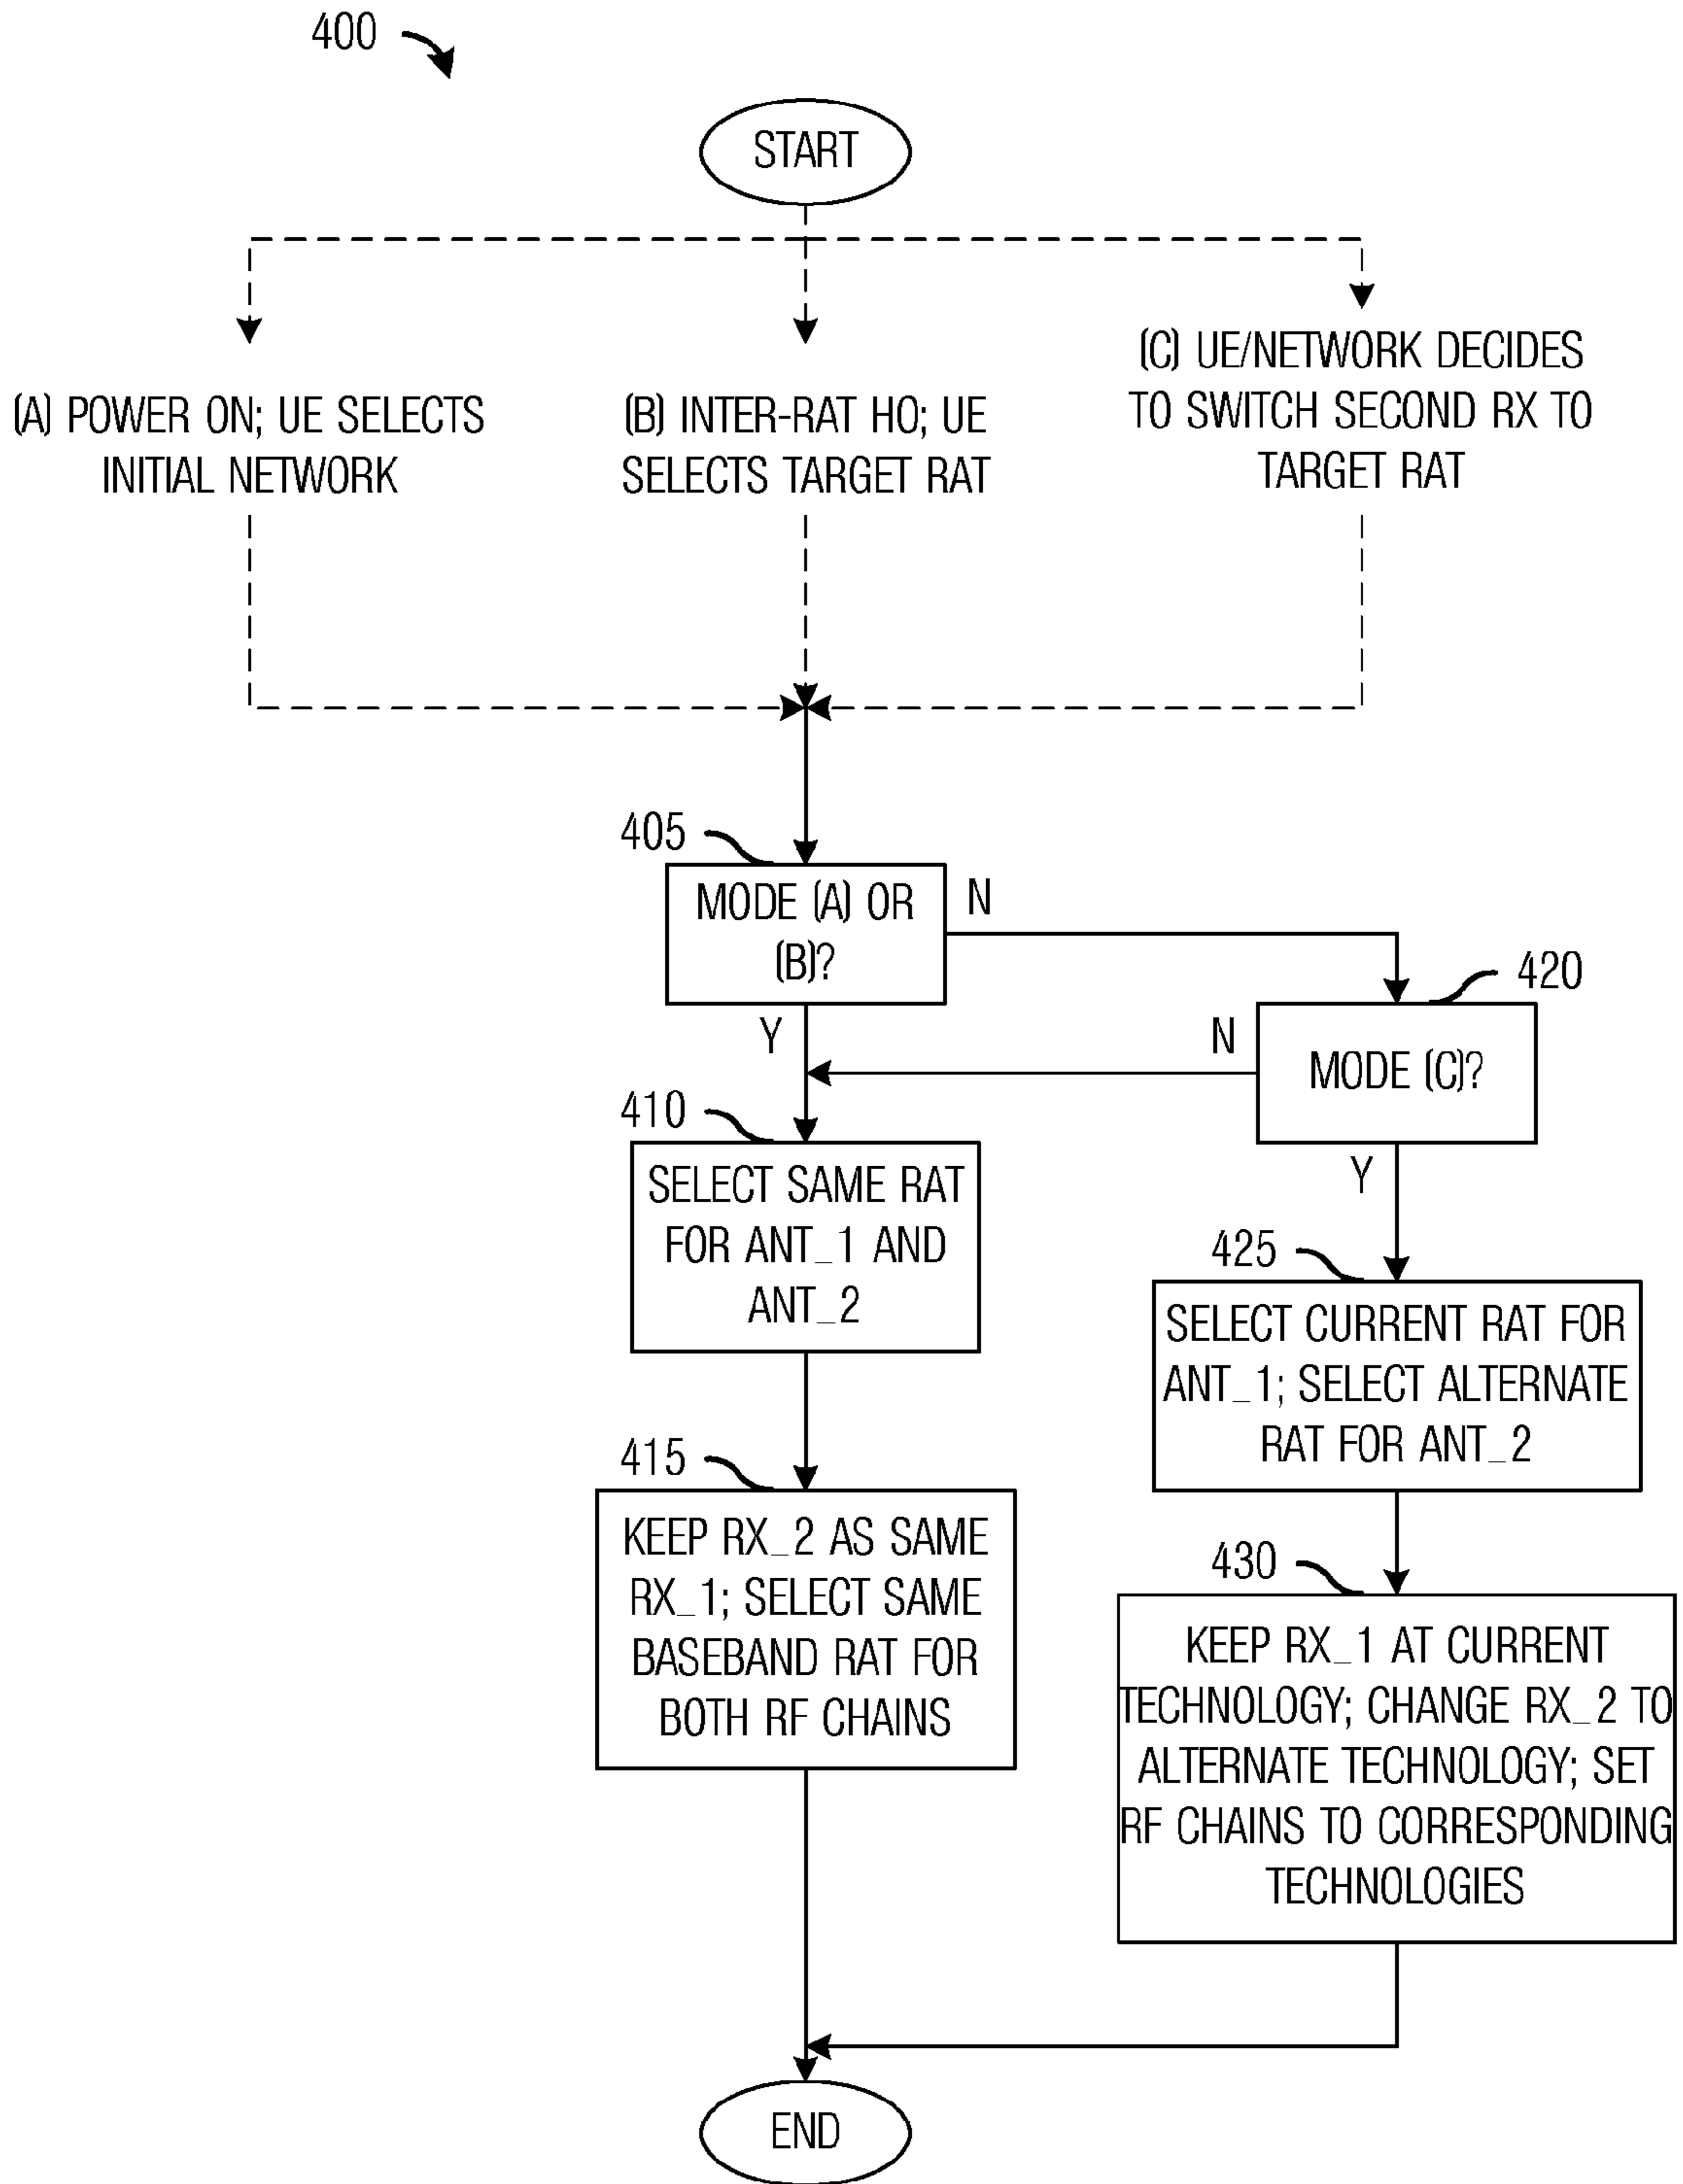 400
START
(A) POWER ON; UE SELECTS
INITIAL NETWORK
(B) INTER-RAT HO; UE
SELECTS TARGET RAT
(C) UE/NETWORK DECIDES
TO SWITCH SECOND RX TO
TARGET RAT
405
MODE (A) OR
(B)?
N
Y
420
MODE (C)?
N
Y
410
SELECT SAME RAT
FOR ANT_1 AND
ANT_2
425
SELECT CURRENT RAT FOR
ANT_1; SELECT ALTERNATE
RAT FOR ANT_2
415
KEEP RX_2 AS SAME
RX_1; SELECT SAME
BASEBAND RAT FOR
BOTH RF CHAINS
430
KEEP RX_1 AT CURRENT
TECHNOLOGY; CHANGE RX_2 TO
ALTERNATE TECHNOLOGY; SET
RF CHAINS TO CORRESPONDING
TECHNOLOGIES
END